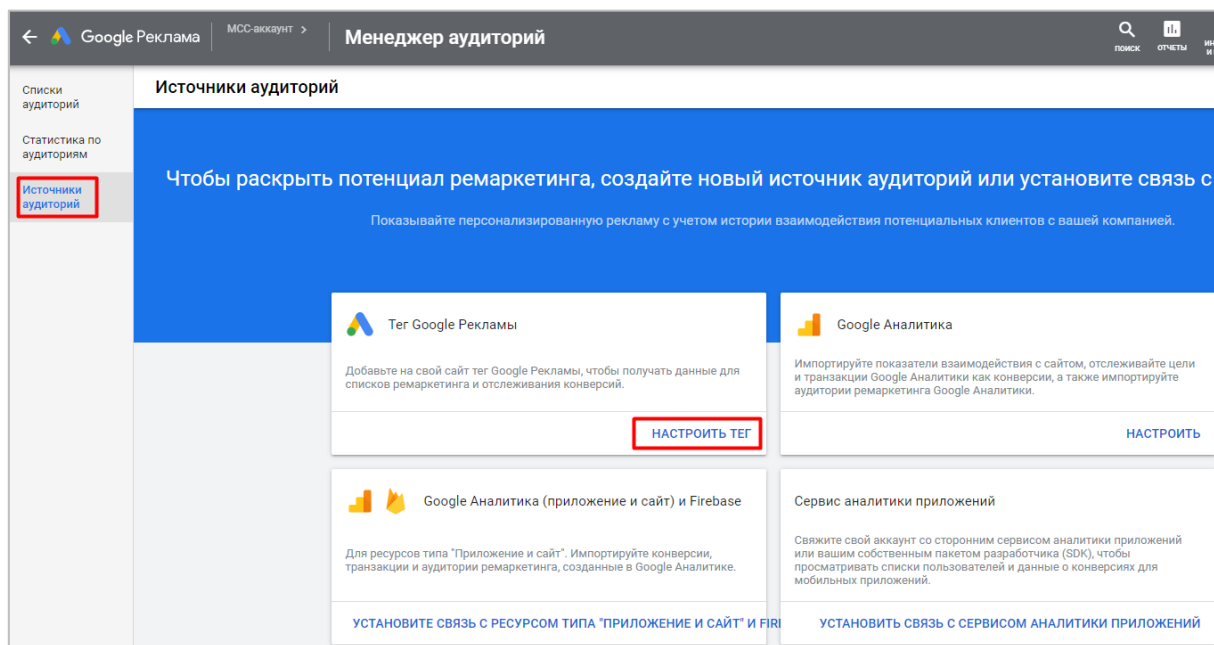 Google Реклама
МСС-аккаунт >
Менеджер аудиторий
ПОИСК
ОТЧЕТЫ
Списки
аудиторий
Статистика по
аудиториям
Источники
аудиторий
Источники аудиторий
Чтобы раскрыть потенциал ремаркетинга, создайте новый источник аудиторий или установите связь с
Показывайте персонализированную рекламу с учетом истории взаимодействия потенциальных клиентов с вашей компанией.
Тег Google Рекламы
Добавьте на свой сайт тег Google Рекламы, чтобы получать данные для
списков ремаркетинга и отслеживания конверсий.
НАСТРОИТЬ ТЕГ
Google Аналитика
Импортируйте показатели взаимодействия с сайтом, отслеживайте цели
и транзакции Google Аналитики как конверсии, а также импортируйте
аудитории ремаркетинга Google Аналитики.
НАСТРОИТЬ
Google Аналитика (приложение и сайт) и Firebase
Для ресурсов типа "Приложение и сайт". Импортируйте конверсии,
транзакции и аудитории ремаркетинга, созданные в Google Аналитике.
УСТАНОВИТЕ СВЯЗЬ С РЕСУРСОМ ТИПА "ПРИЛОЖЕНИЕ И САЙТ" И
Сервис аналитики приложений
Свяжите свой аккаунт со сторонним сервисом аналитики приложений
или вашим собственным пакетом разработчика (SDK), чтобы
просматривать списки пользователей и данные о конверсиях для
мобильных приложений.
УСТАНОВИТЬ СВЯЗЬ С СЕРВИСОМ АНАЛИТИКИ ПРИЛОЖЕНИЙ